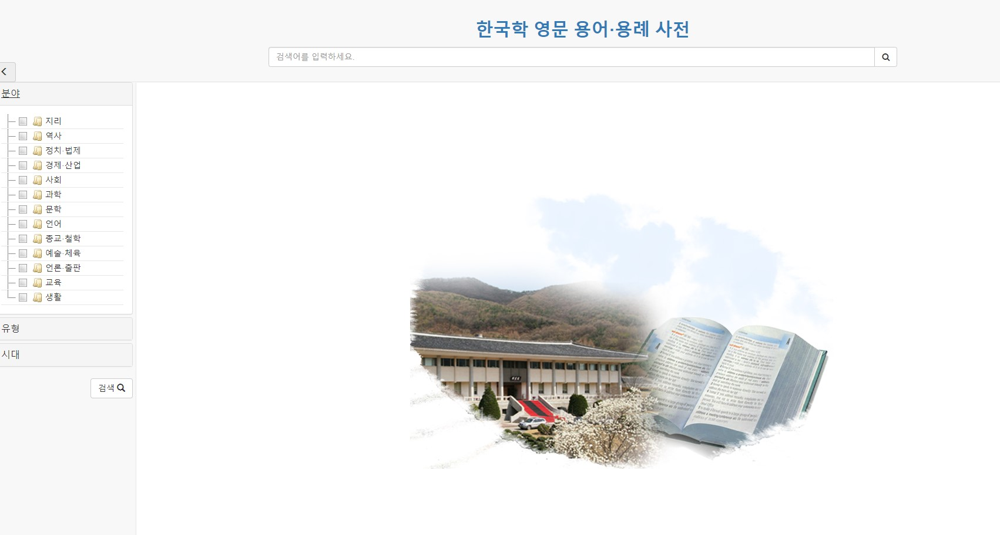 한국학 영문 용어·용례 사전
검색어를 입력하세요.
분야
지리
역사
정치·법제
경제·산업
사회
과학
문학
언어
종교·철학
예술·체육
언론·출판
교육
생활
유형
시대
검색